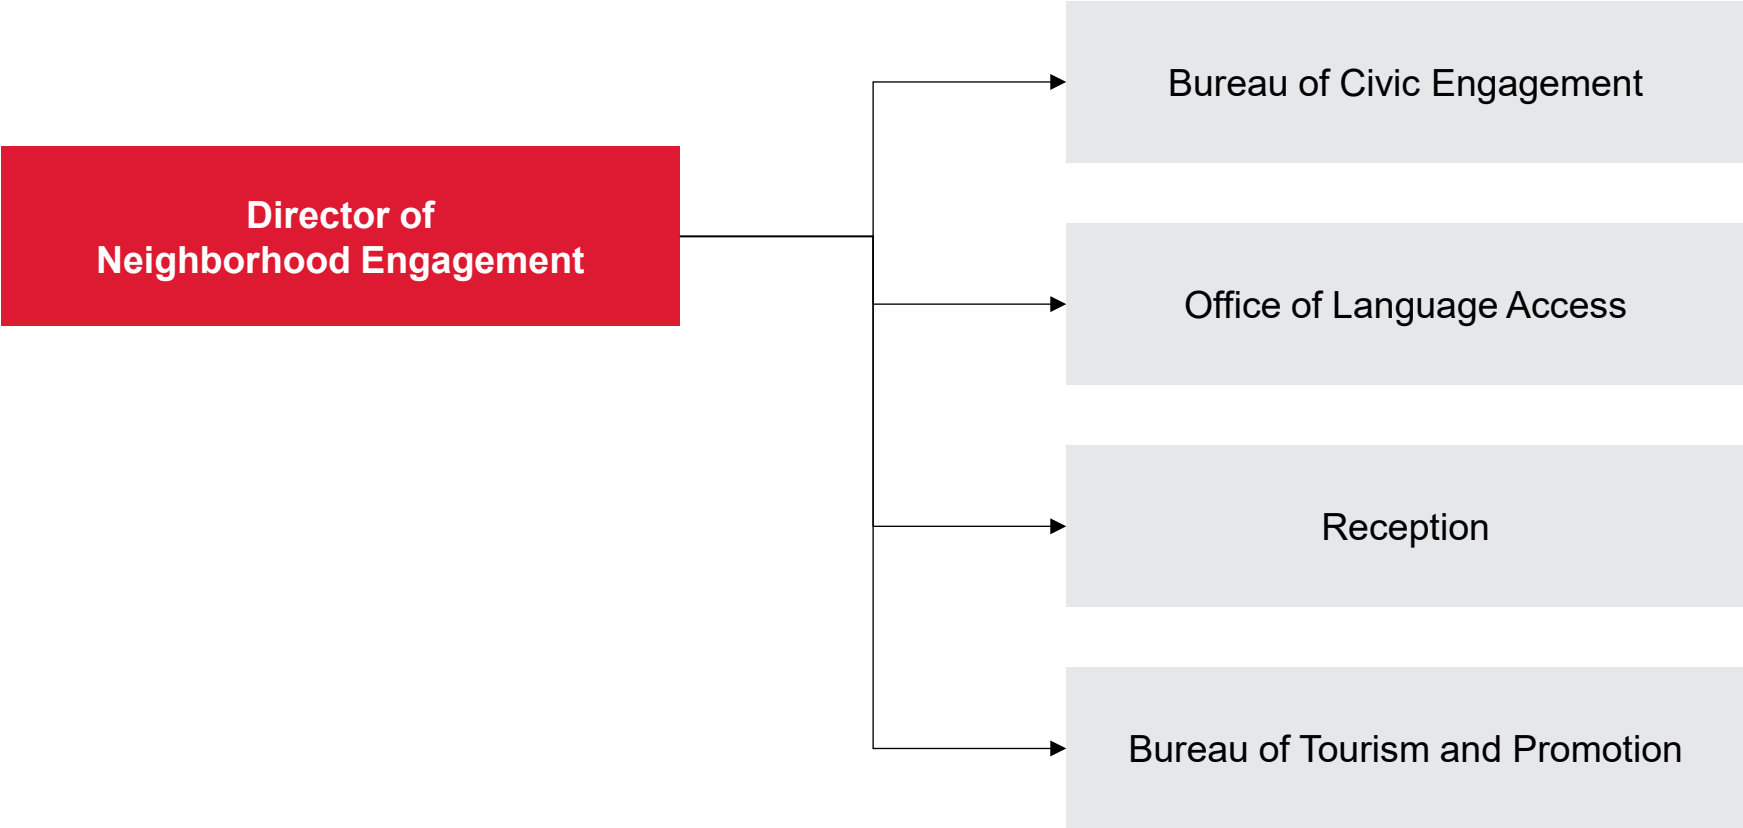 Director of
Neighborhood Engagement
Bureau of Civic Engagement
Office of Language Access
Reception
Bureau of Tourism and Promotion